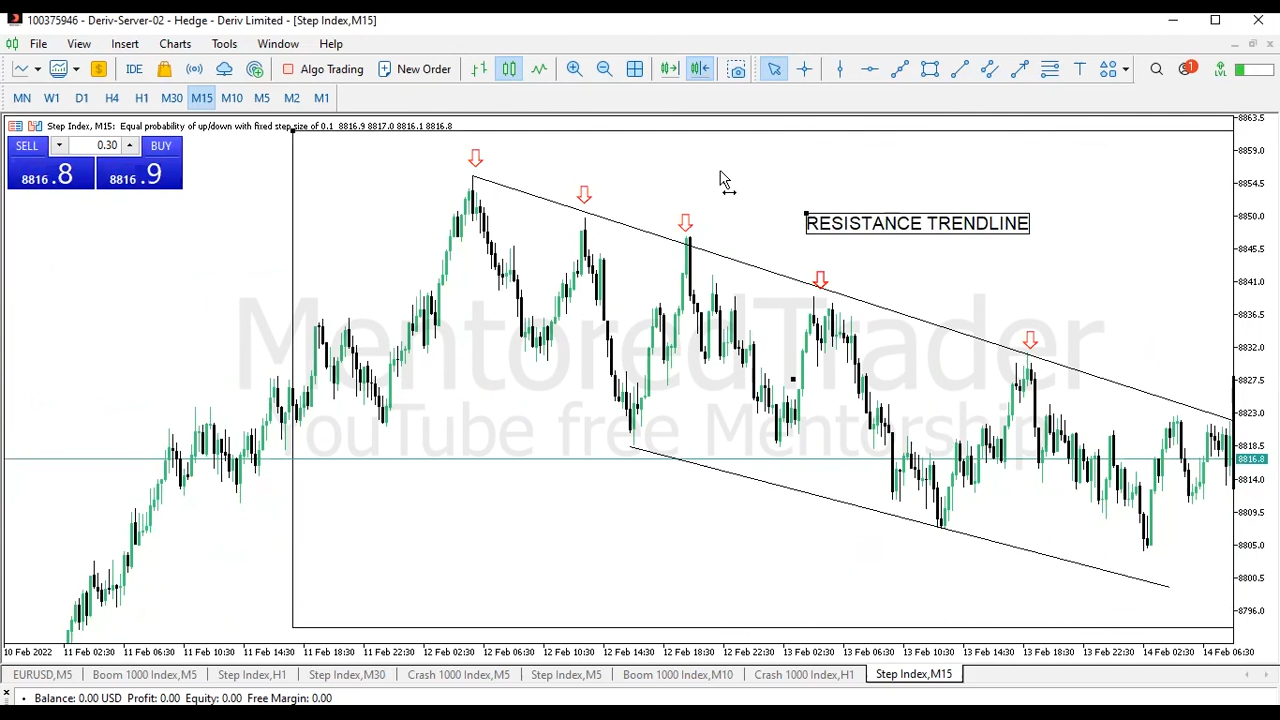 100375946 - Deriv-Server-02 - Hedge - Deriv Limited - [Step Index,M15]
File View Insert Charts Tools Window Help
$ IDE Algo Trading New Order T 1 LVL
MN W1 D1 H4 H1 M30 M15 M10 M5 M2 M1
Step Index, M15: Equal probability of up/down with fixed step size of 0.1 8816.9 8817.0 8816.1 8816.8
SELL 0.30 BUY
8816.8 8816.9
RESISTANCE TRENDLINE
MentoredTrader
YouTube free Mentorship
8863.5
8859.0
8854.5
8850.0
8845.5
8841.0
8836.5
8832.0
8827.5
8823.0
8818.5
8816.8
8814.0
8809.5
8805.0
8800.5
8796.0
10 Feb 2022 11 Feb 02:30 11 Feb 06:30 11 Feb 10:30 11 Feb 14:30 11 Feb 18:30 11 Feb 22:30 12 Feb 02:30 12 Feb 06:30 12 Feb 10:30 12 Feb 14:30 12 Feb 18:30 12 Feb 22:30 13 Feb 02:30 13 Feb 06:30 13 Feb 10:30 13 Feb 14:30 13 Feb 18:30 13 Feb 22:30 14 Feb 02:30 14 Feb 06:30
EURUSD,M5 Boom 1000 Index,M5 Step Index,H1 Step Index,M30 Crash 1000 Index,M1 Step Index,M5 Boom 1000 Index,M10 Crash 1000 Index,H1 Step Index,M15
Balance: 0.00 USD Profit: 0.00 Equity: 0.00 Free Margin: 0.00